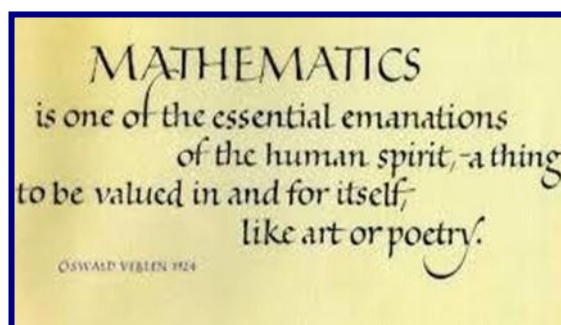 MATHEMATICS
is one of the essential emanations
of the human spirit,-a thing
to be valued in and for itself,-
like art or poetry.
OSWALD VEBLEN 1924